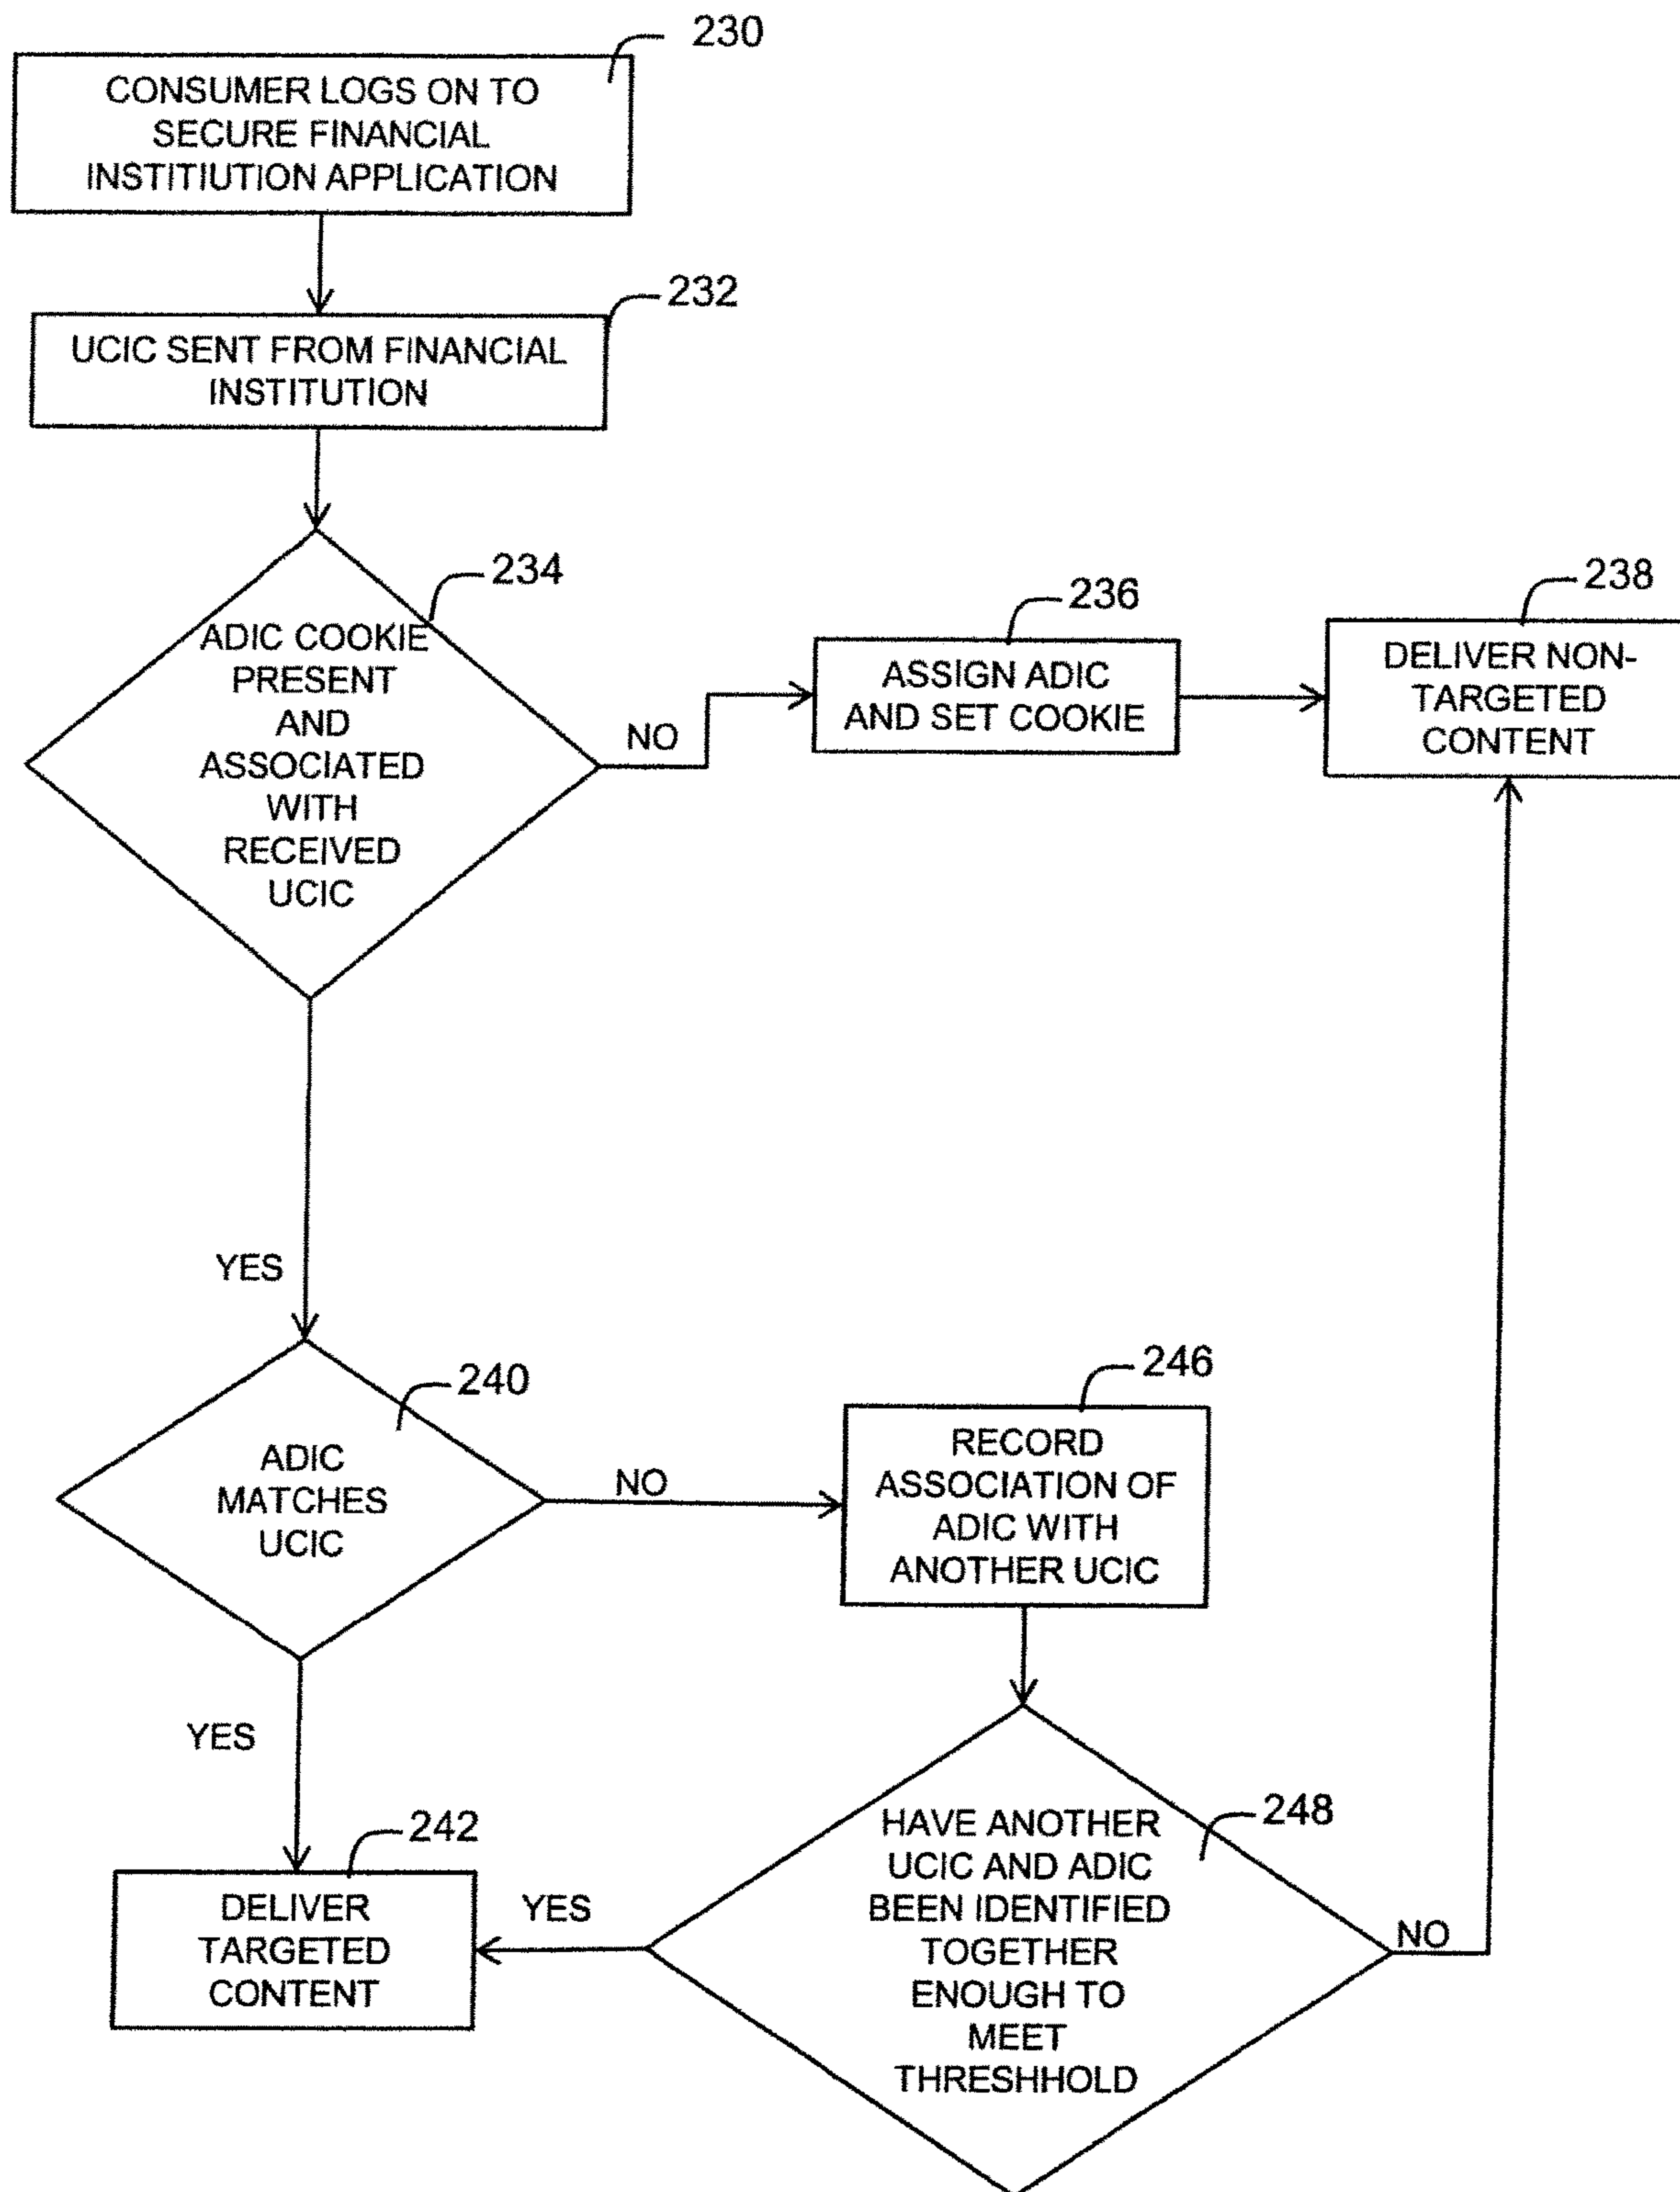 230
CONSUMER LOGS ON TO
SECURE FINANCIAL
INSTITIUTION APPLICATION
232
UCIC SENT FROM FINANCIAL
INSTITUTION
234
ADIC COOKIE
PRESENT
AND
ASSOCIATED
WITH
RECEIVED
UCIC
NO
236
ASSIGN ADIC
AND SET COOKIE
238
DELIVER NON-
TARGETED
CONTENT
YES
240
ADIC
MATCHES
UCIC
NO
246
RECORD
ASSOCIATION OF
ADIC WITH
ANOTHER UCIC
YES
242
DELIVER
TARGETED
CONTENT
YES
248
HAVE ANOTHER
UCIC AND ADIC
BEEN IDENTIFIED
TOGETHER
ENOUGH TO
MEET
THRESHHOLD
NO